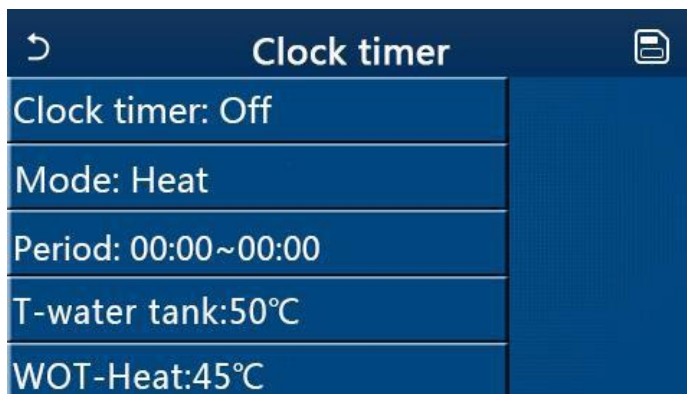 Clock timer
Clock timer: Off
Mode: Heat
Period: 00:00~00:00
T-water tank:50℃
WOT-Heat:45℃